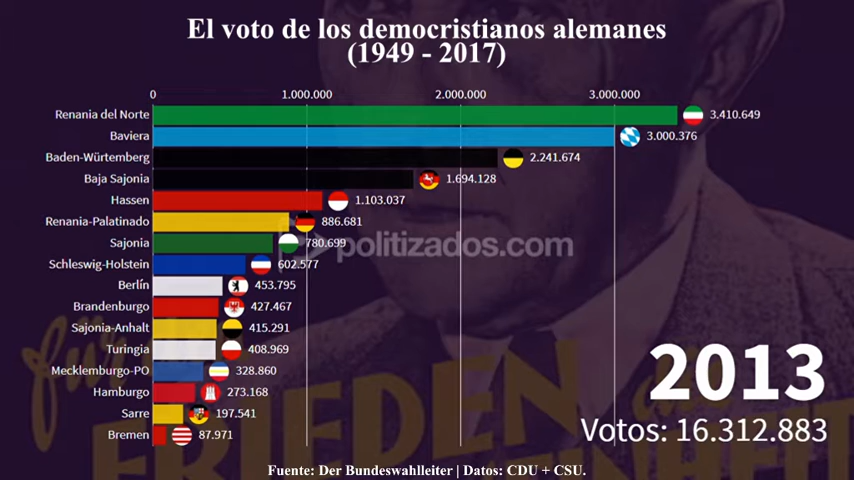 El voto de los democristianos alemanes
(1949 - 2017)
0 1.000.000 2.000.000 3.000.000
Renania del Norte 3.410.649
Baviera 3.000.376
Baden-Würtemberg 2.241.674
Baja Sajonia 1.694.128
Hassen 1.103.037
Renania-Palatinado 886.681
Sajonia 780.699
politizados.com
Schleswig-Holstein 602.577
Berlín 453.795
Brandenburgo 427.467
Sajonia-Anhalt 415.291
Turingia 408.969
Mecklemburgo-PO 328.860
Hamburgo 273.168
Sarre 197.541
Bremen 87.971
für
FRIEDEN
2013
Votos: 16.312.883
Fuente: Der Bundeswahlleiter | Datos: CDU + CSU.